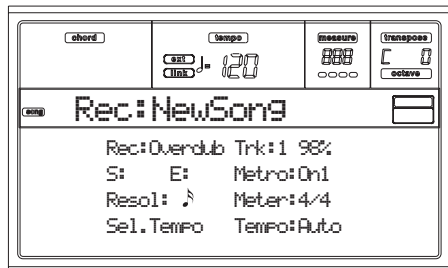 chord tempo measure transpose
ext ♩= 120 888 C 0
link octave
song Rec:NewSong
Rec:Overdub Trk:1 98%
S: E: Metro:On1
Resol: ♪ Meter:4/4
Sel.Tempo Tempo:Auto